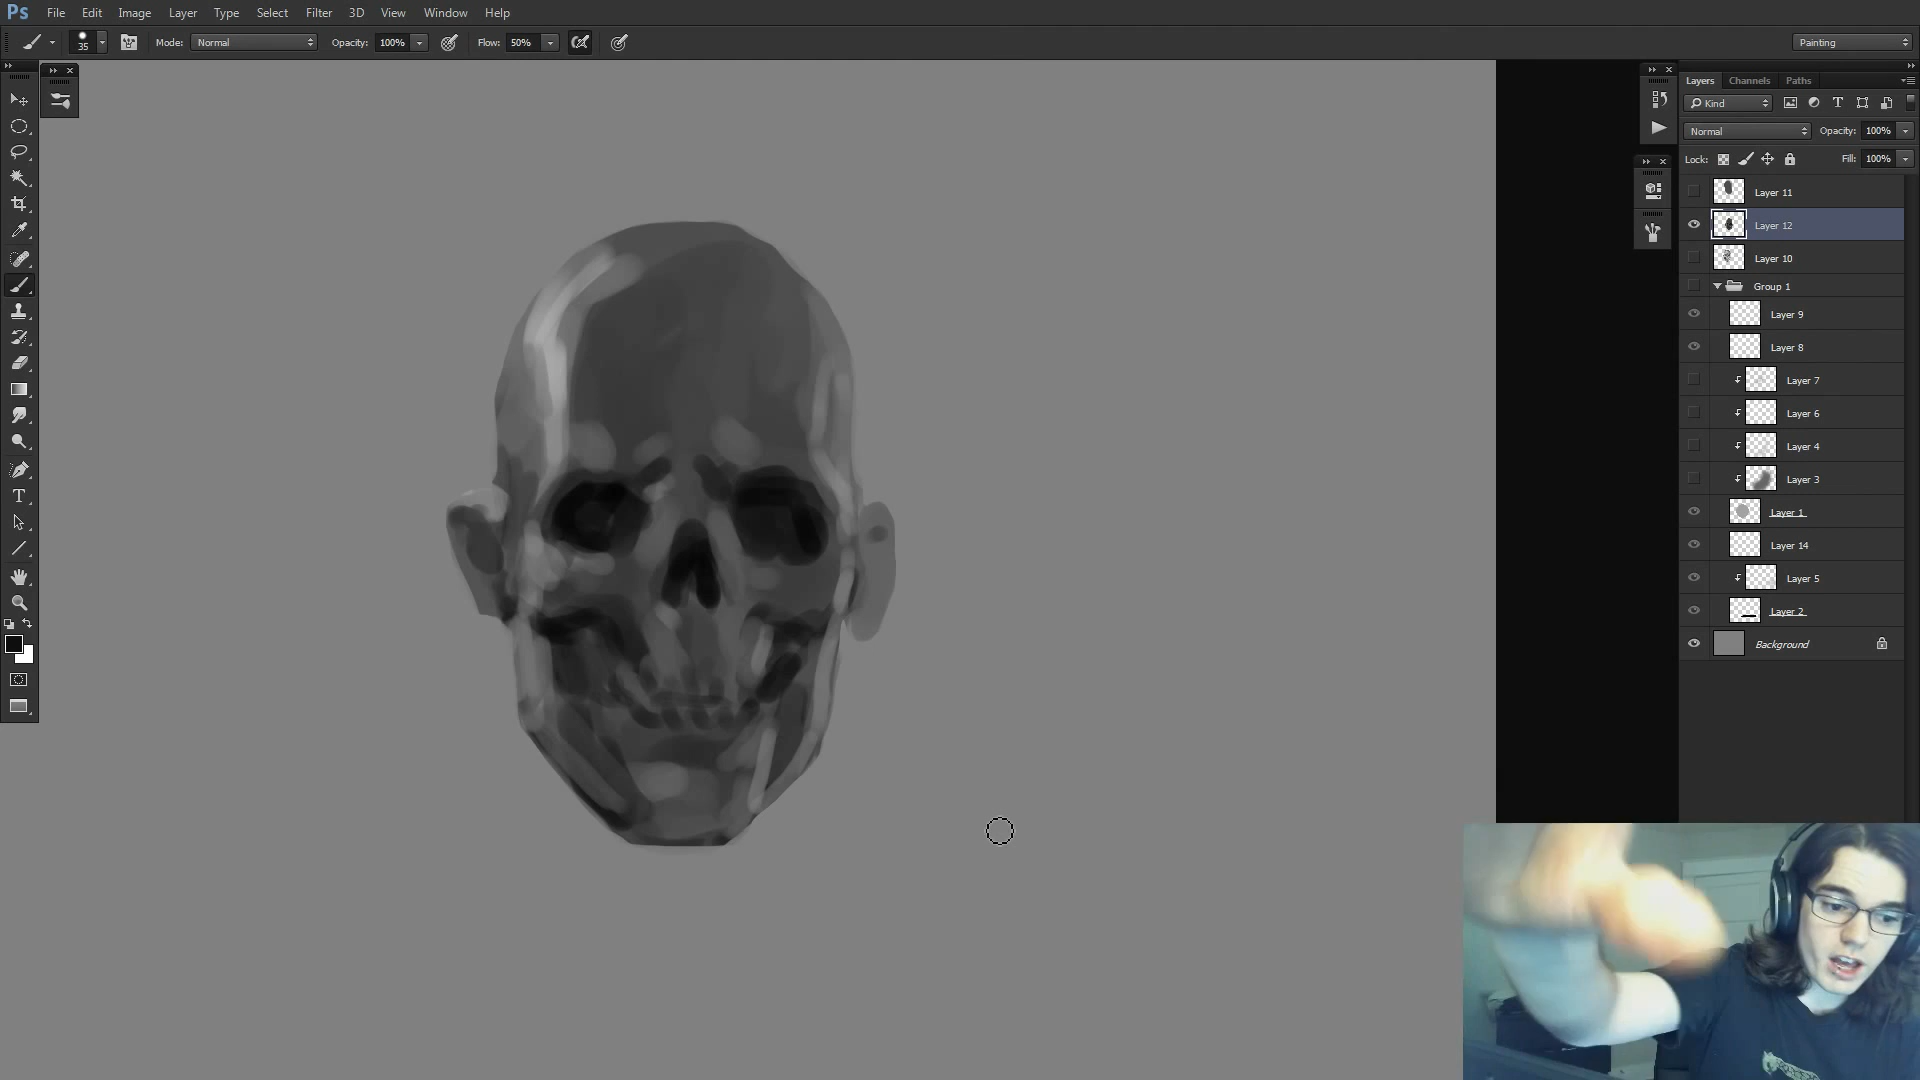 Ps File Edit Image Layer Type Select Filter 3D View Window Help
35 Mode: Normal Opacity: 100% Flow: 50% Painting
Layers Channels Paths
Kind T
Normal Opacity: 100%
Lock: Fill: 100%
Layer 11
Layer 12
Layer 10
Group 1
Layer 9
Layer 8
Layer 7
Layer 6
Layer 4
Layer 3
Layer 1
Layer 14
Layer 5
Layer 2
Background
T